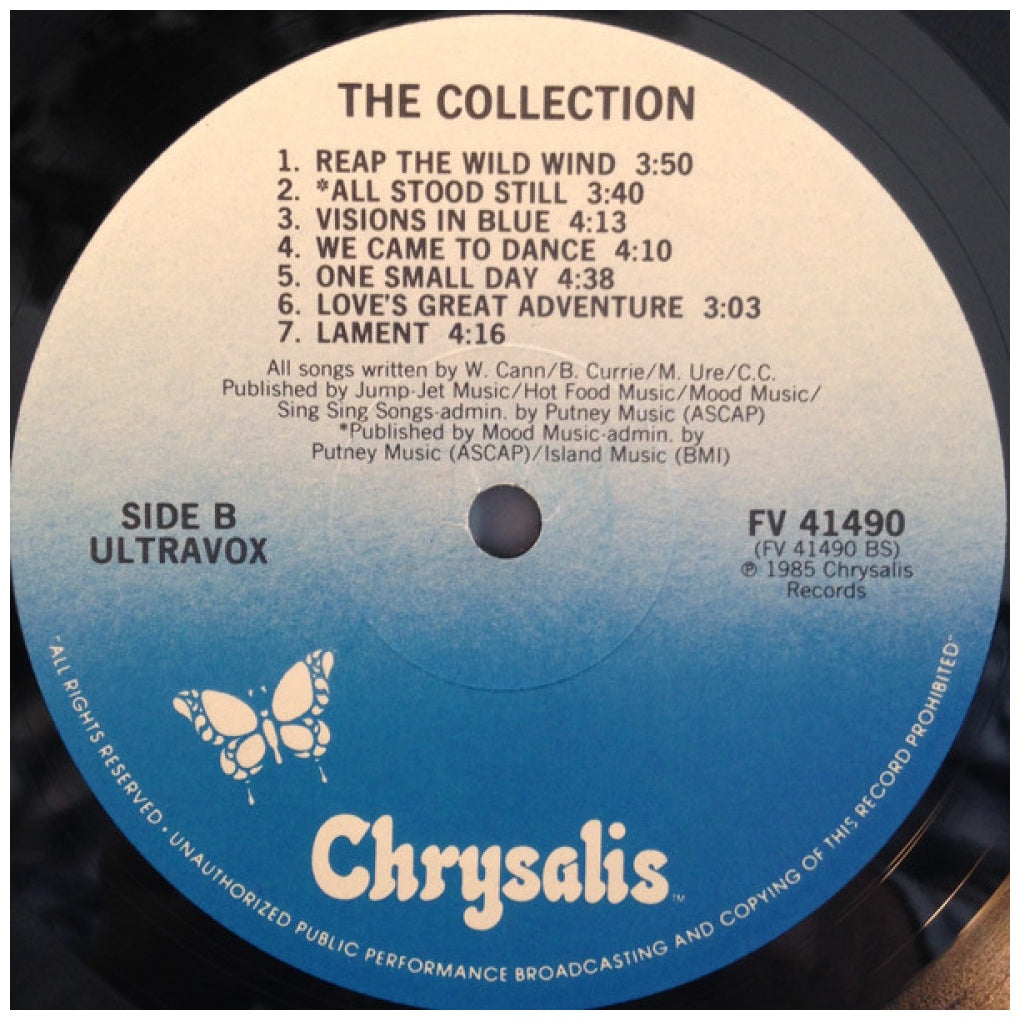 THE COLLECTION
1. REAP THE WILD WIND 3:50
2. *ALL STOOD STILL 3:40
3. VISIONS IN BLUE 4:13
4. WE CAME TO DANCE 4:10
5. ONE SMALL DAY 4:38
6. LOVE'S GREAT ADVENTURE 3:03
7. LAMENT 4:16
All songs written by W. Cann/B. Currie/M. Ure/C.C.
Published by Jump-Jet Music/Hot Food Music/Mood Music/
Sing Sing Songs-admin. by Putney Music (ASCAP)
*Published by Mood Music-admin. by
Putney Music (ASCAP)/Island Music (BMI)
SIDE B
ULTRAVOX
FV 41490
(FV 41490 BS)
℗ 1985 Chrysalis
Records
Chrysalis™
"ALL RIGHTS RESERVED • UNAUTHORIZED PUBLIC PERFORMANCE BROADCASTING AND COPYING OF THIS RECORD PROHIBITED"